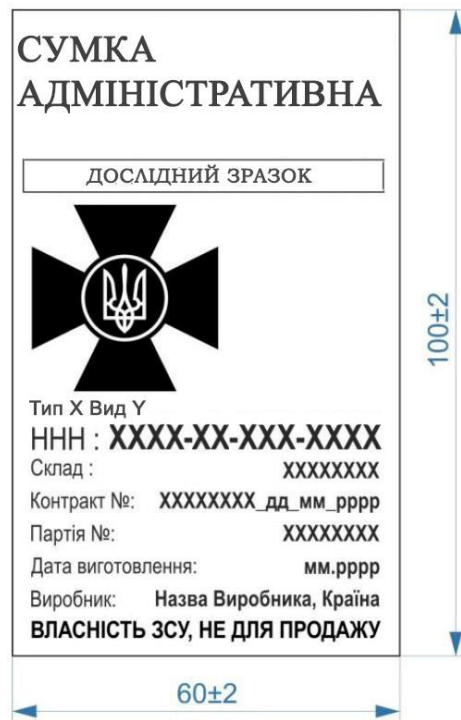 СУМКА
АДМІНІСТРАТИВНА
ДОСЛІДНИЙ ЗРАЗОК
Тип X Вид Y
ННН : XXXX-XX-XXX-XXXX
Склад : XXXXXXXX
Контракт №: XXXXXXXX_дд_мм_рррр
Партія №: XXXXXXXX
Дата виготовлення: мм.рррр
Виробник: Назва Виробника, Країна
ВЛАСНІСТЬ ЗСУ, НЕ ДЛЯ ПРОДАЖУ
100±2
60±2